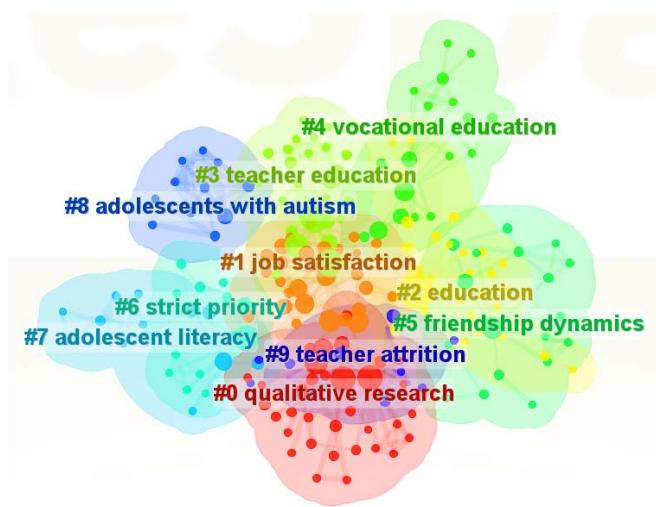 #4 vocational education
#3 teacher education
#8 adolescents with autism
#1 job satisfaction
#2 education
#6 strict priority
#5 friendship dynamics
#7 adolescent literacy
#9 teacher attrition
#0 qualitative research